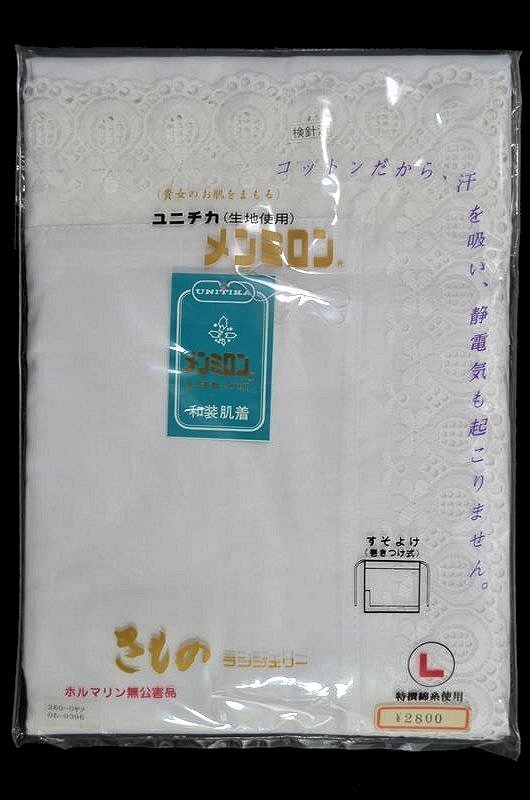 検針済
コットンだから、汗を吸い、静電気も起こりません。
(貴女のお肌をまもる)
ユニチカ(生地使用)
メンミロン®
UNITIKA
メンミロン
和装肌着
すそよけ
(巻きつけ式)
きもの
ランジェリー
L
ホルマリン無公害品
特撰綿糸使用
¥2800